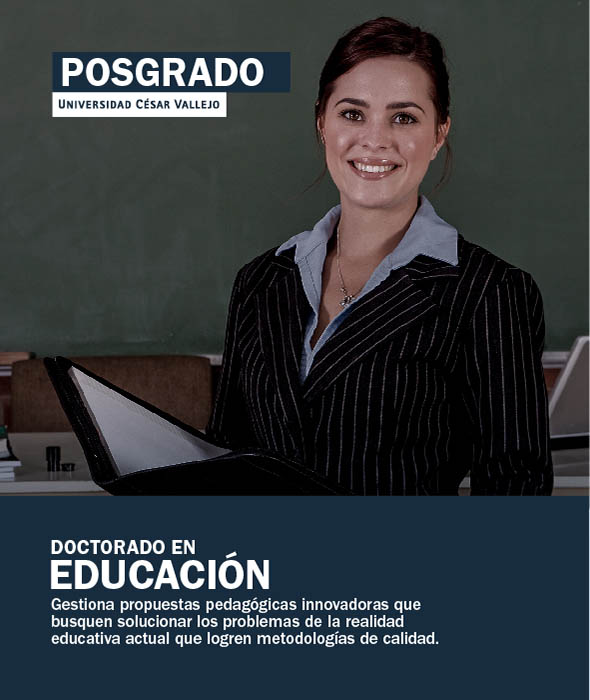 POSGRADO
UNIVERSIDAD CÉSAR VALLEJO
DOCTORADO EN
EDUCACIÓN
Gestiona propuestas pedagógicas innovadoras que
busquen solucionar los problemas de la realidad
educativa actual que logren metodologías de calidad.